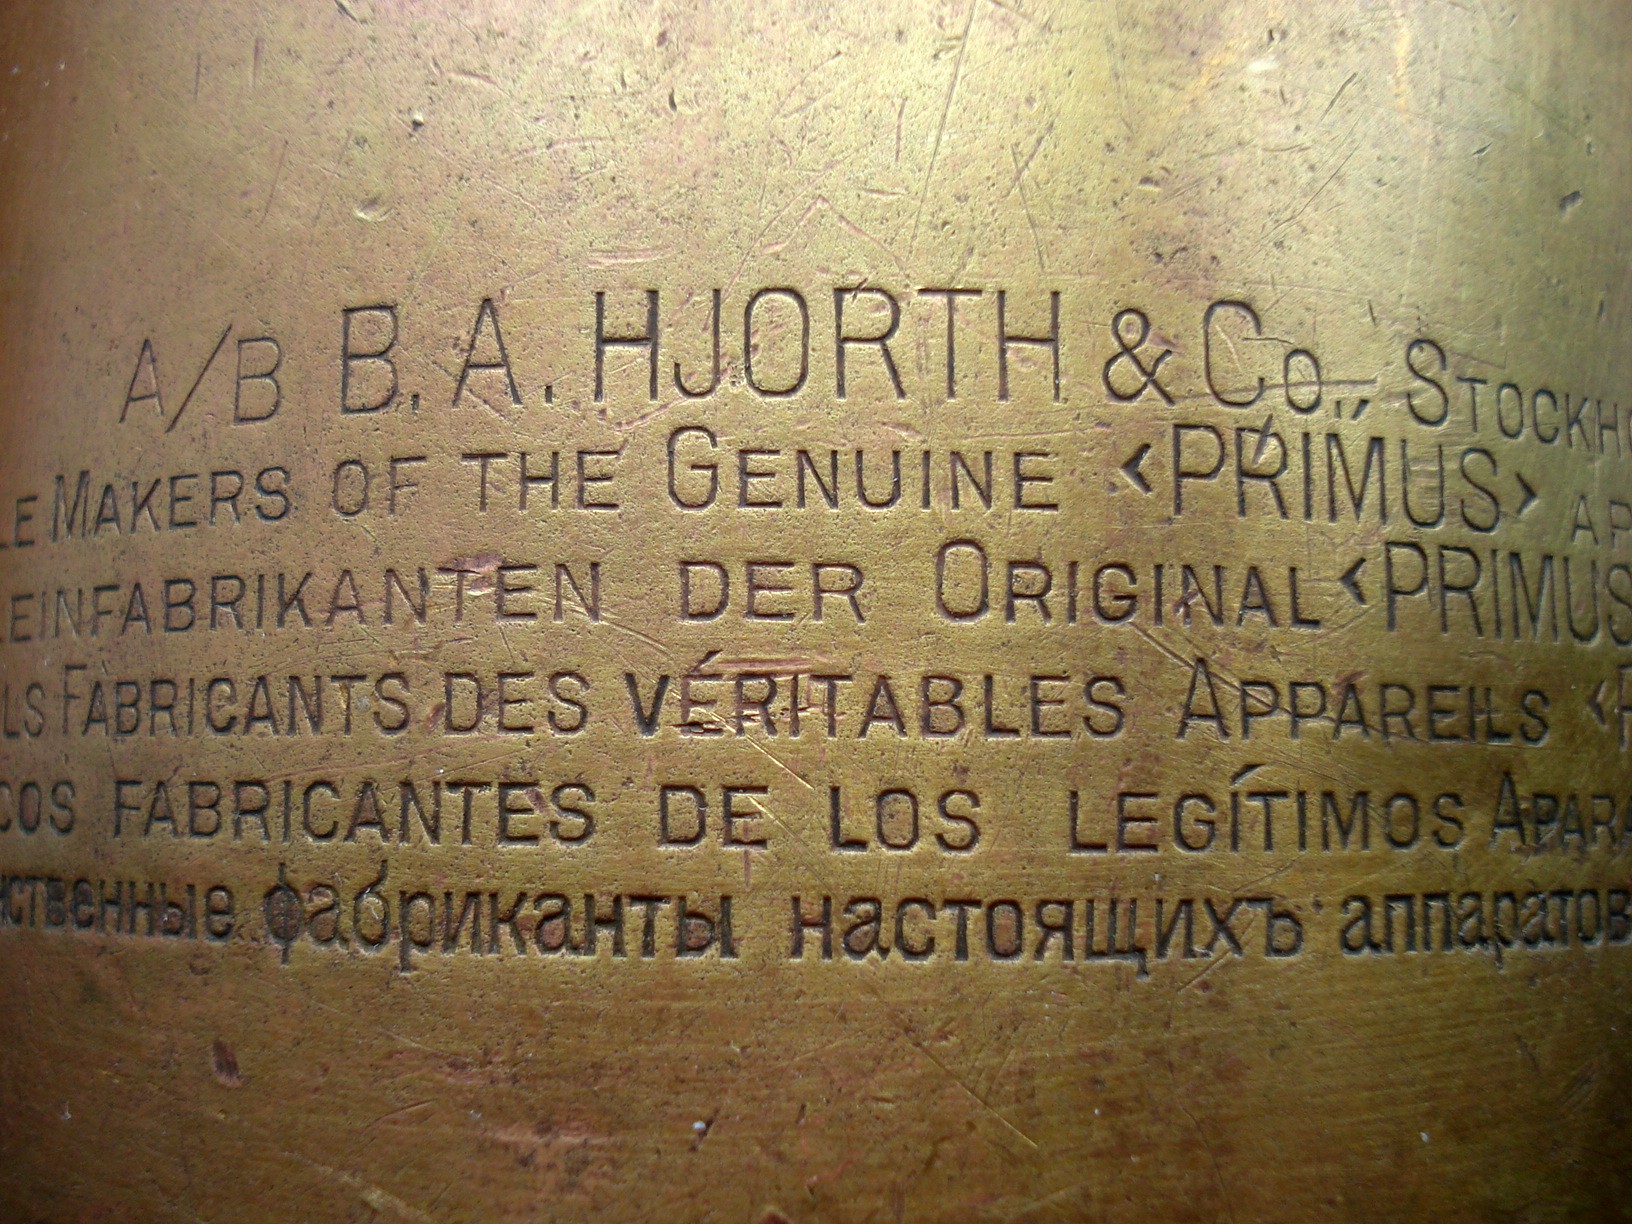 A/B B.A. HJORTH & Co., STOCKHO
LE MAKERS OF THE GENUINE ‹PRIMUS› AP
LEINFABRIKANTEN DER ORIGINAL ‹PRIMUS
LS FABRICANTS DES VÉRITABLES APPAREILS ‹P
COS FABRICANTES DE LOS LEGÍTIMOS APARA
нственные фабриканты настоящихъ аппаратов